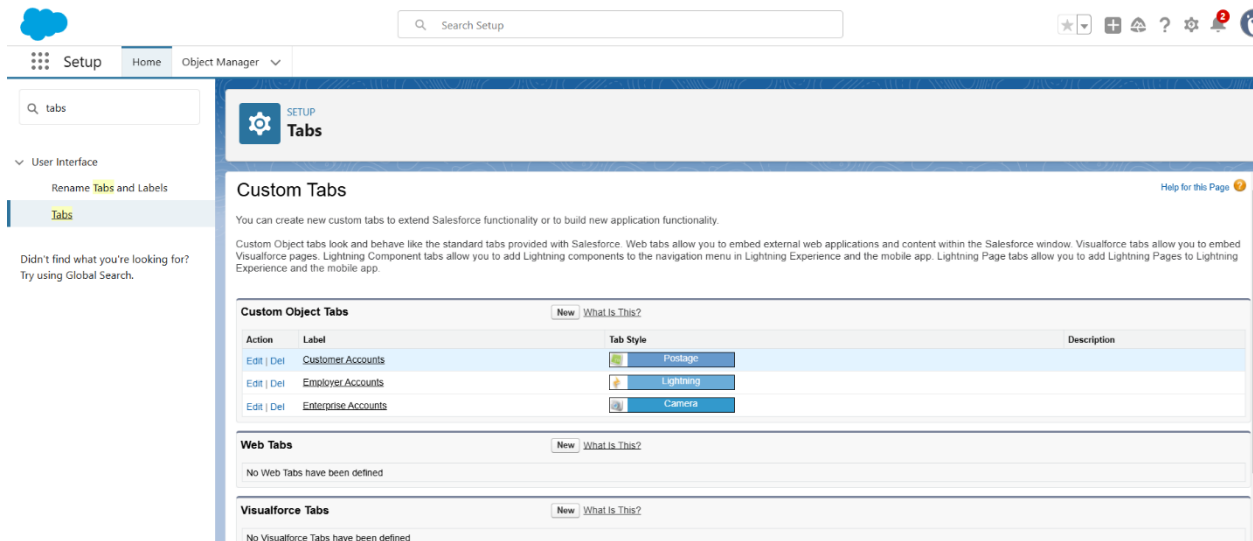 Search Setup
2
Setup
Home
Object Manager
tabs
User Interface
Rename Tabs and Labels
Tabs
Didn't find what you're looking for?
Try using Global Search.
SETUP
Tabs
Custom Tabs
Help for this Page
You can create new custom tabs to extend Salesforce functionality or to build new application functionality.
Custom Object tabs look and behave like the standard tabs provided with Salesforce. Web tabs allow you to embed external web applications and content within the Salesforce window. Visualforce tabs allow you to embed
Visualforce pages. Lightning Component tabs allow you to add Lightning components to the navigation menu in Lightning Experience and the mobile app. Lightning Page tabs allow you to add Lightning Pages to Lightning
Experience and the mobile app.
Custom Object Tabs New What Is This?
Action Label Tab Style Description
Edit | Del Customer Accounts Postage
Edit | Del Employer Accounts Lightning
Edit | Del Enterprise Accounts Camera
Web Tabs New What Is This?
No Web Tabs have been defined
Visualforce Tabs New What Is This?
No Visualforce Tabs have been defined